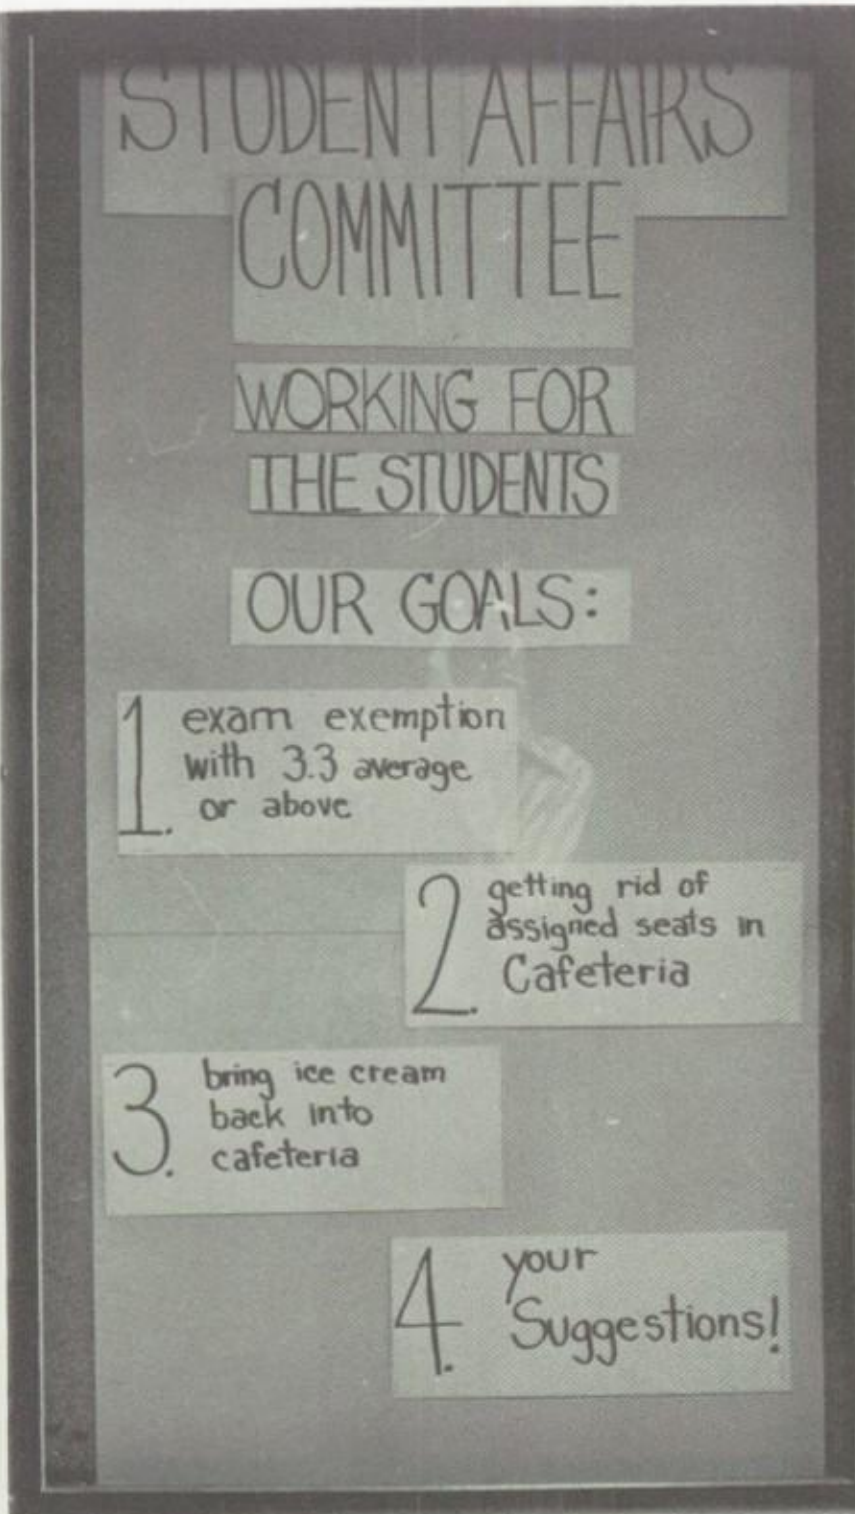 STUDENT AFFAIRS
COMMITTEE
WORKING FOR
THE STUDENTS
OUR GOALS:
1. exam exemption
with 3.3 average
or above
2. getting rid of
assigned seats in
Cafeteria
3. bring ice cream
back into
cafeteria
4. your
Suggestions!